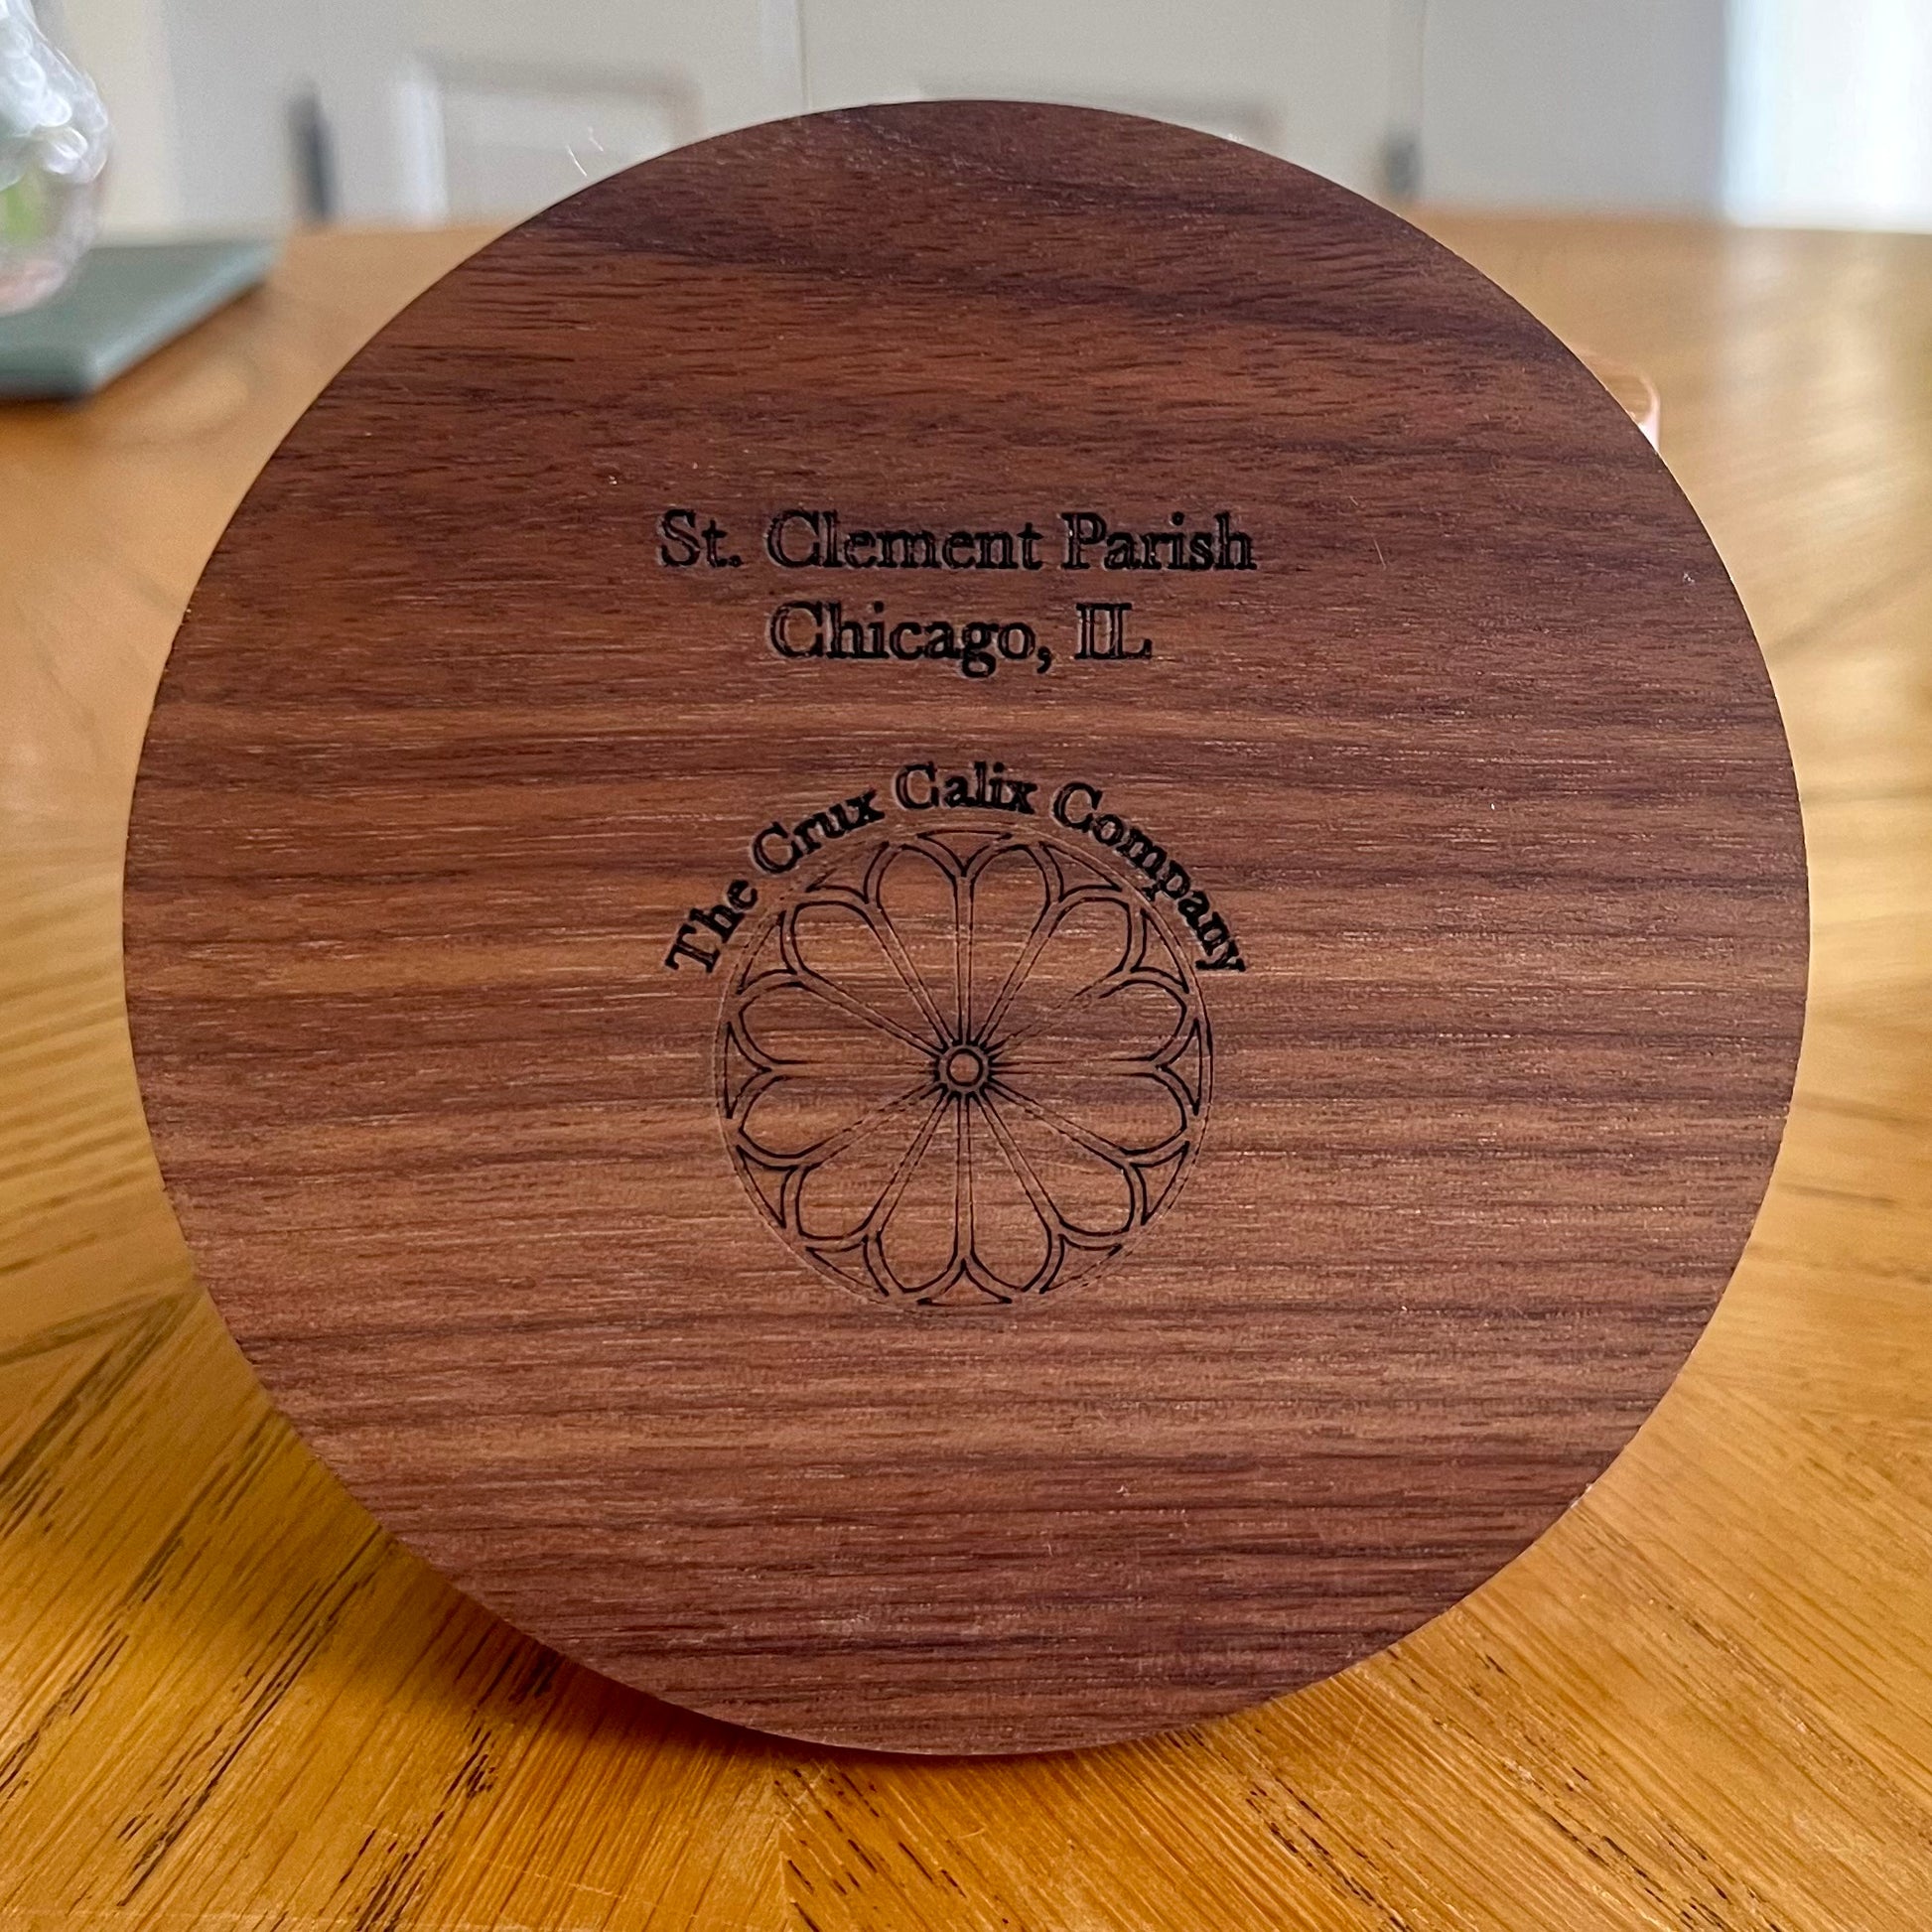 St. Clement Parish
Chicago, IL
The Crux Calix Company